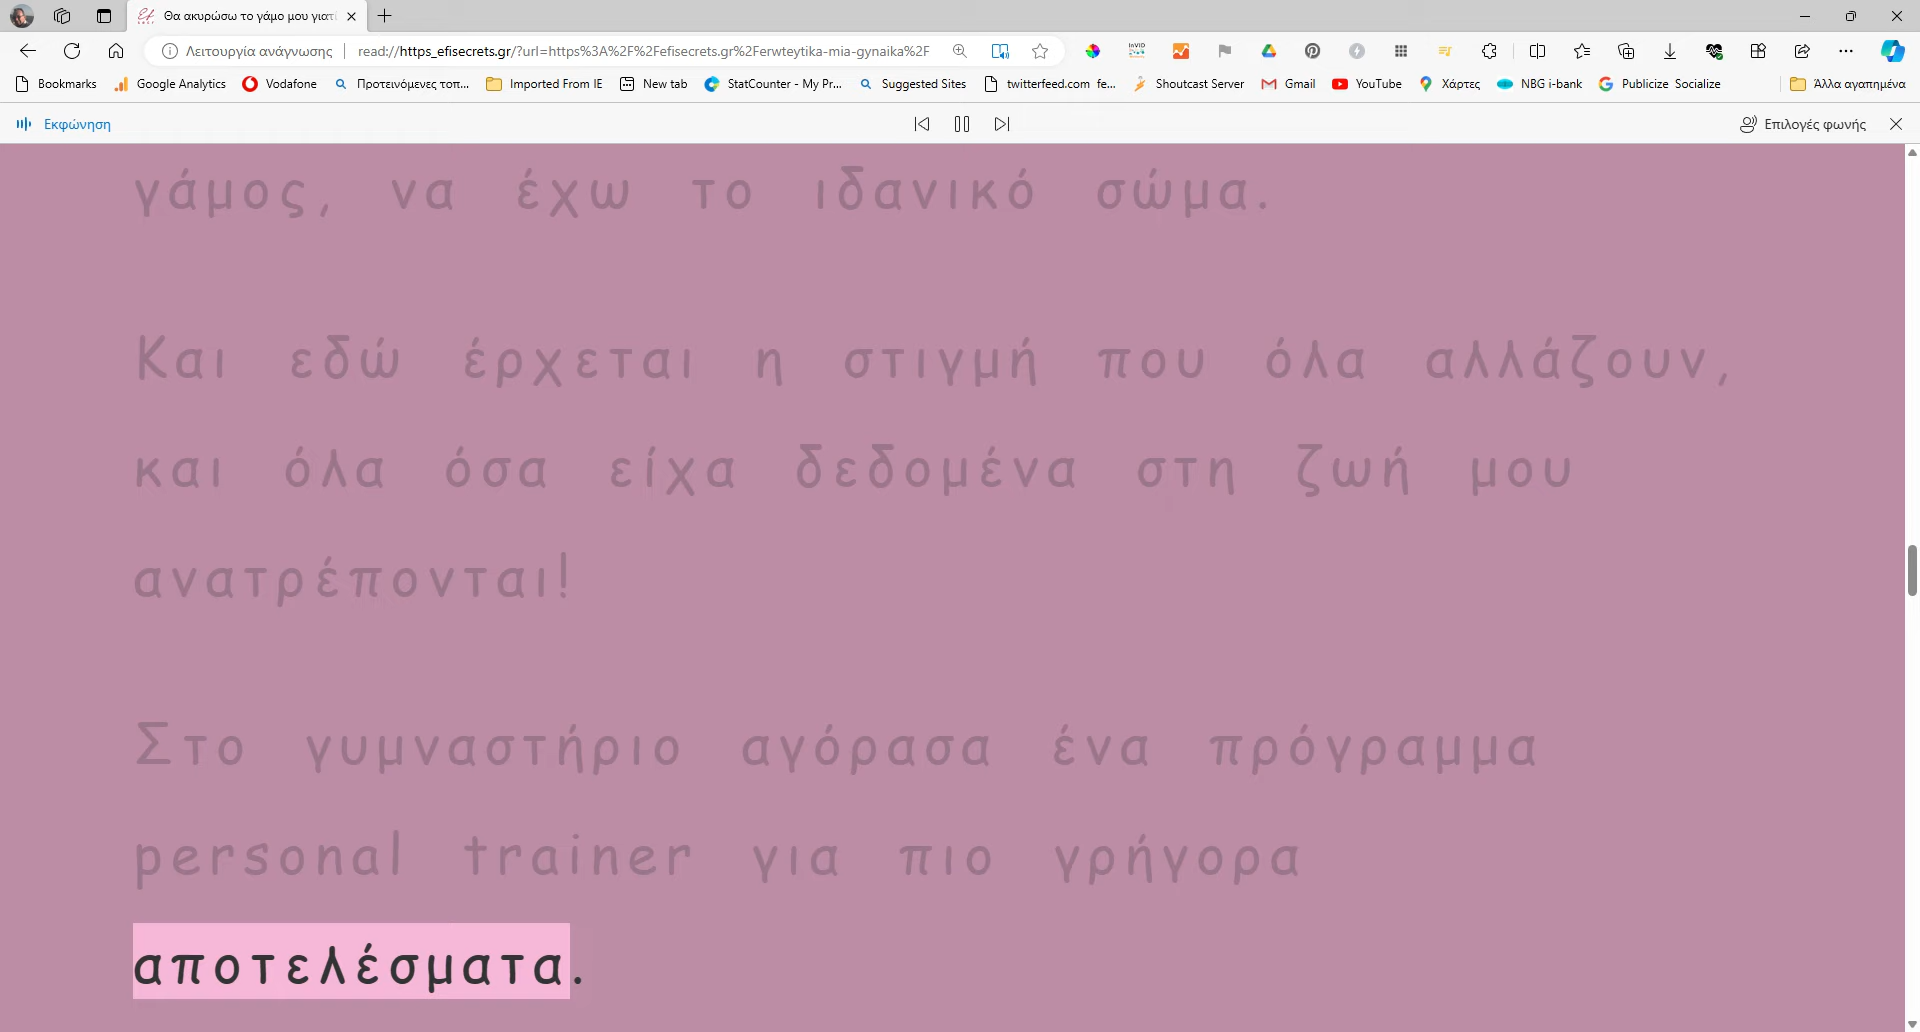 Θα ακυρώσω το γάμο μου γιατί
Λειτουργία ανάγνωσης
read://https_efisecrets.gr/?url=https%3A%2F%2Fefisecrets.gr%2Ferwteytika-mia-gynaika%2F
Bookmarks Google Analytics Vodafone Προτεινόμενες τοπ... Imported From IE New tab StatCounter - My Pr... Suggested Sites twitterfeed.com fe... Shoutcast Server Gmail YouTube Χάρτες NBG i-bank Publicize Socialize Άλλα αγαπημένα
Εκφώνηση Επιλογές φωνής
γάμος, να έχω το ιδανικό σώμα.
Και εδώ έρχεται η στιγμή που όλα αλλάζουν,
και όλα όσα είχα δεδομένα στη ζωή μου
ανατρέπονται!
Στο γυμναστήριο αγόρασα ένα πρόγραμμα
personal trainer για πιο γρήγορα
αποτελέσματα.